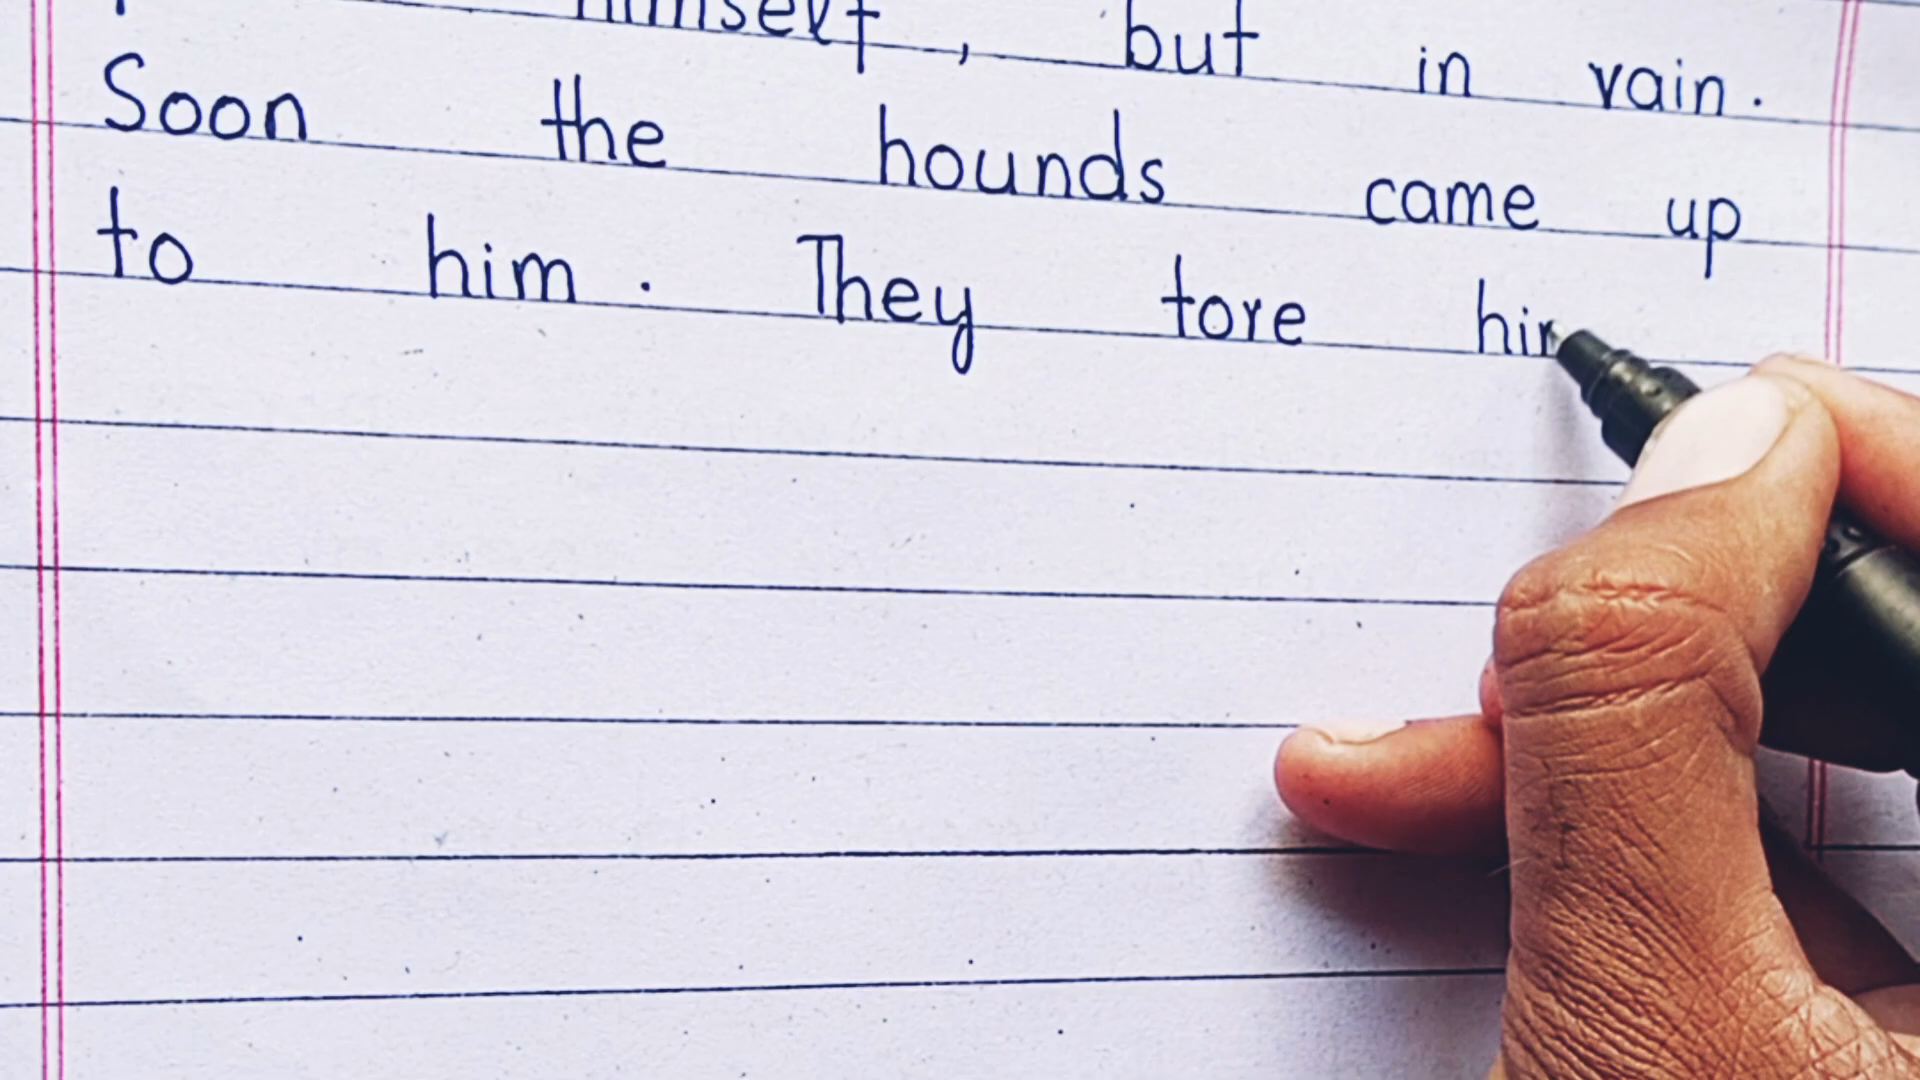 himself, but in vain.
Soon the hounds came up
to him. They tore